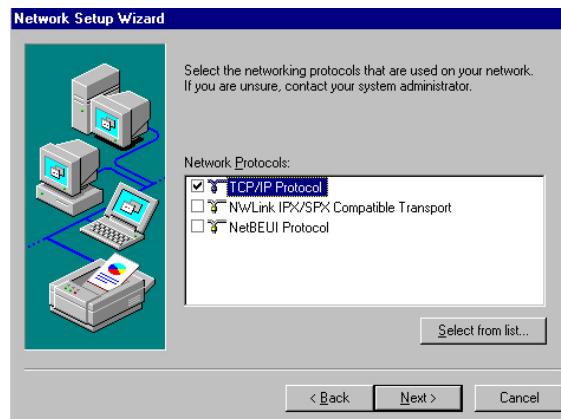 Network Setup Wizard
Select the networking protocols that are used on your network.
If you are unsure, contact your system administrator.
Network Protocols:
TCP/IP Protocol
NWLink IPX/SPX Compatible Transport
NetBEUI Protocol
Select from list...
< Back
Next >
Cancel